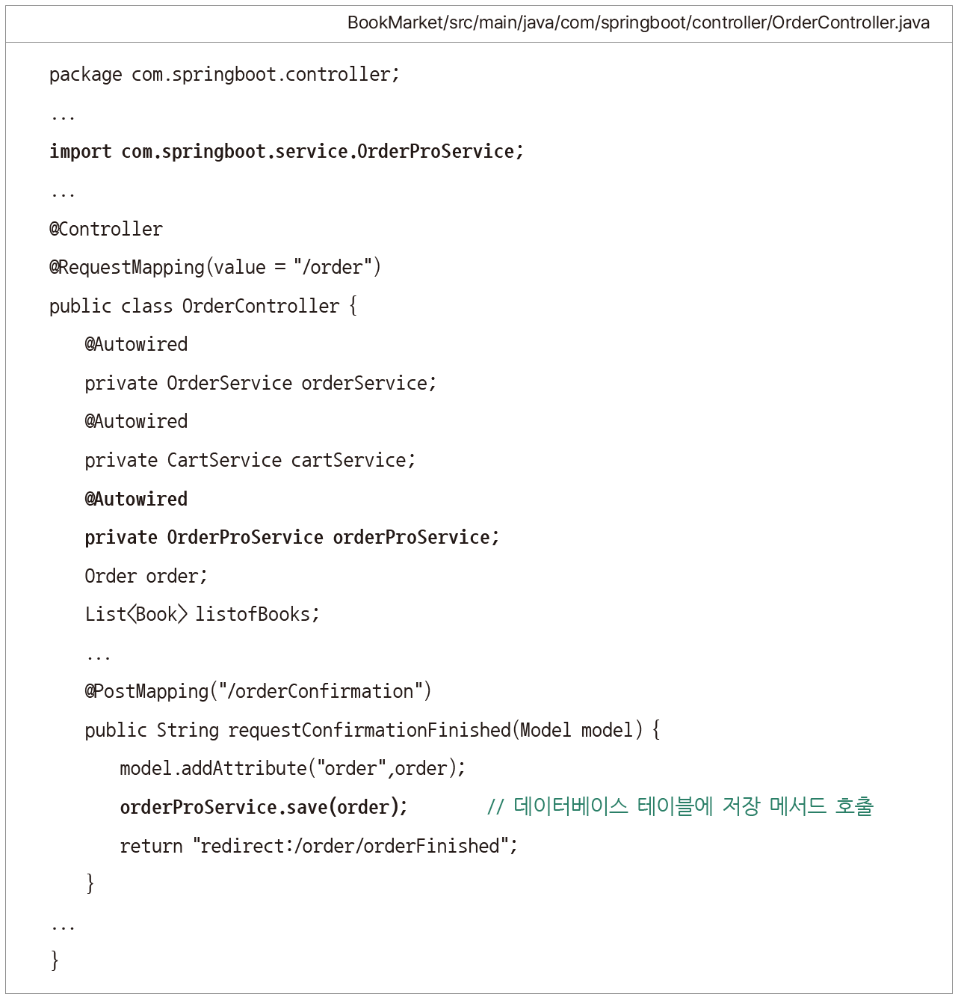 BookMarket/src/main/java/com/springboot/controller/OrderController.java
package com.springboot.controller;
...
import com.springboot.service.OrderProService;
...
@Controller
@RequestMapping(value = "/order")
public class OrderController {
@Autowired
private OrderService orderService;
@Autowired
private CartService cartService;
@Autowired
private OrderProService orderProService;
Order order;
List<Book> listofBooks;
...
@PostMapping("/orderConfirmation")
public String requestConfirmationFinished(Model model) {
model.addAttribute("order",order);
orderProService.save(order); // 데이터베이스 테이블에 저장 메서드 호출
return "redirect:/order/orderFinished";
}
...
}